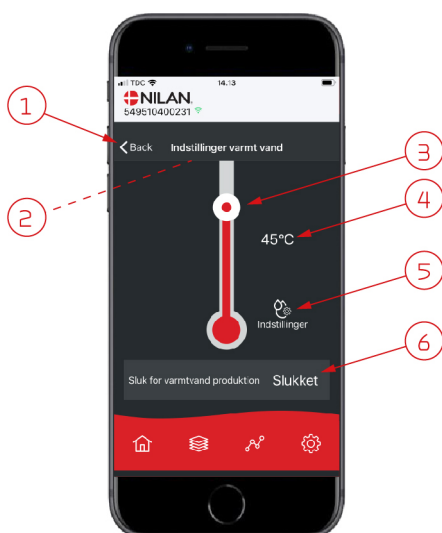 TDC 14.13
NILAN
549510400231
Back Indstillinger varmt vand
45°C
Indstillinger
Sluk for varmtvand produktion Slukket
1
2
3
4
5
6